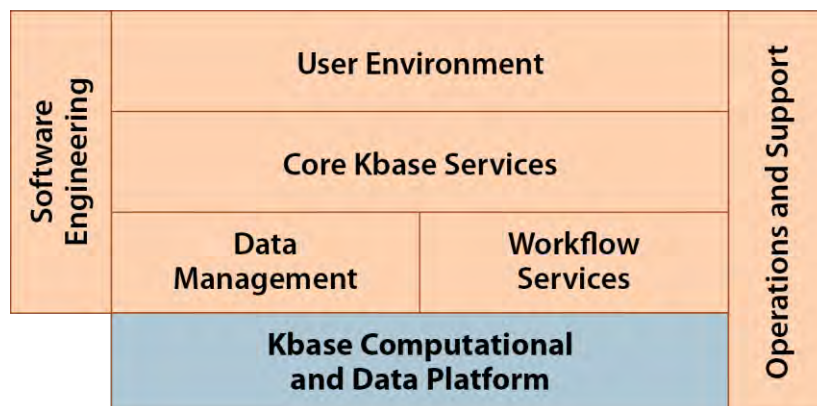 Software
Engineering
User Environment
Core Kbase Services
Data
Management
Workflow
Services
Kbase Computational
and Data Platform
Operations and Support